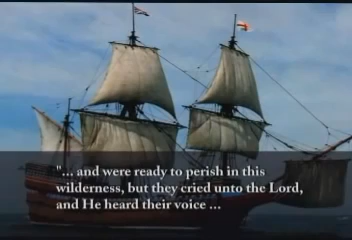 "... and were ready to perish in this
wilderness, but they cried unto the Lord,
and He heard their voice ...